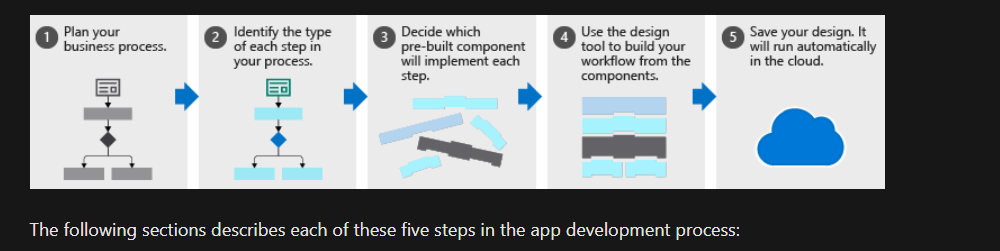 1 Plan your
business process.
2 Identify the type
of each step in
your process.
3 Decide which
pre-built component
will implement each
step.
4 Use the design
tool to build your
workflow from the
components.
5 Save your design. It
will run automatically
in the cloud.
The following sections describes each of these five steps in the app development process: